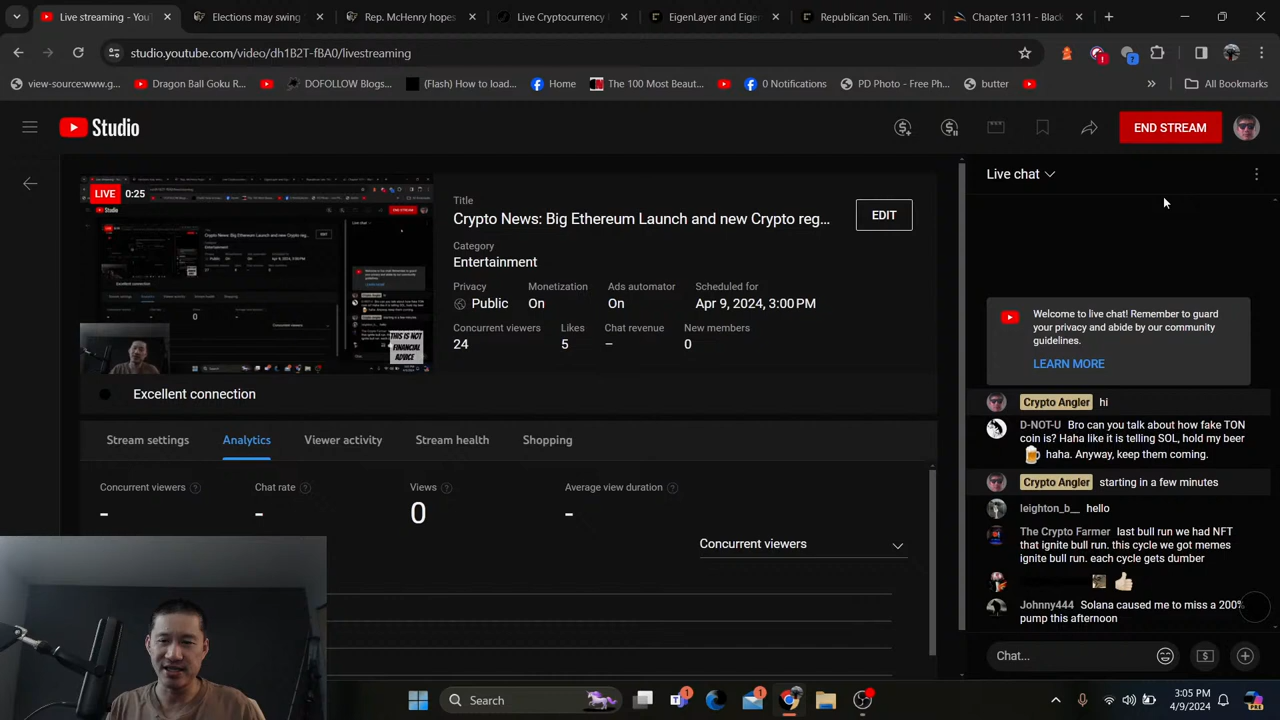 Live streaming - You
Elections may swing
Rep. McHenry hopes
Live Cryptocurrency
EigenLayer and Eiger
Republican Sen. Tillis
Chapter 1311 - Black
studio.youtube.com/video/dh1B2T-fBA0/livestreaming
view-source:www.g...
Dragon Ball Goku R...
DOFOLLOW Blogs...
(Flash) How to load...
Home
The 100 Most Beaut...
0 Notifications
PD Photo - Free Ph...
butter
All Bookmarks
Studio
END STREAM
LIVE 0:25
THIS IS NOT
FINANCIAL
ADVICE
Excellent connection
Title
Crypto News: Big Ethereum Launch and new Crypto reg...
EDIT
Category
Entertainment
Privacy Monetization Ads automator Scheduled for
Public On On Apr 9, 2024, 3:00 PM
Concurrent viewers Likes Chat rate New members
24 5 – 0
Stream settings Analytics Viewer activity Stream health Shopping
Concurrent viewers Chat rate Views Average view duration
- - 0 -
Concurrent viewers
Live chat
Welcome to live chat! Remember to guard
your privacy and abide by our community
guidelines.
LEARN MORE
Crypto Angler hi
D-NOT-U Bro can you talk about how fake TON
coin is? Haha like it is telling SOL, hold my beer
haha. Anyway, keep them coming.
Crypto Angler starting in a few minutes
leighton_b__ hello
The Crypto Farmer last bull run we had NFT
that ignite bull run. this cycle we got memes
ignite bull run. each cycle gets dumber
Johnny444 Solana caused me to miss a 200%
pump this afternoon
Chat...
Search
3:05 PM
4/9/2024